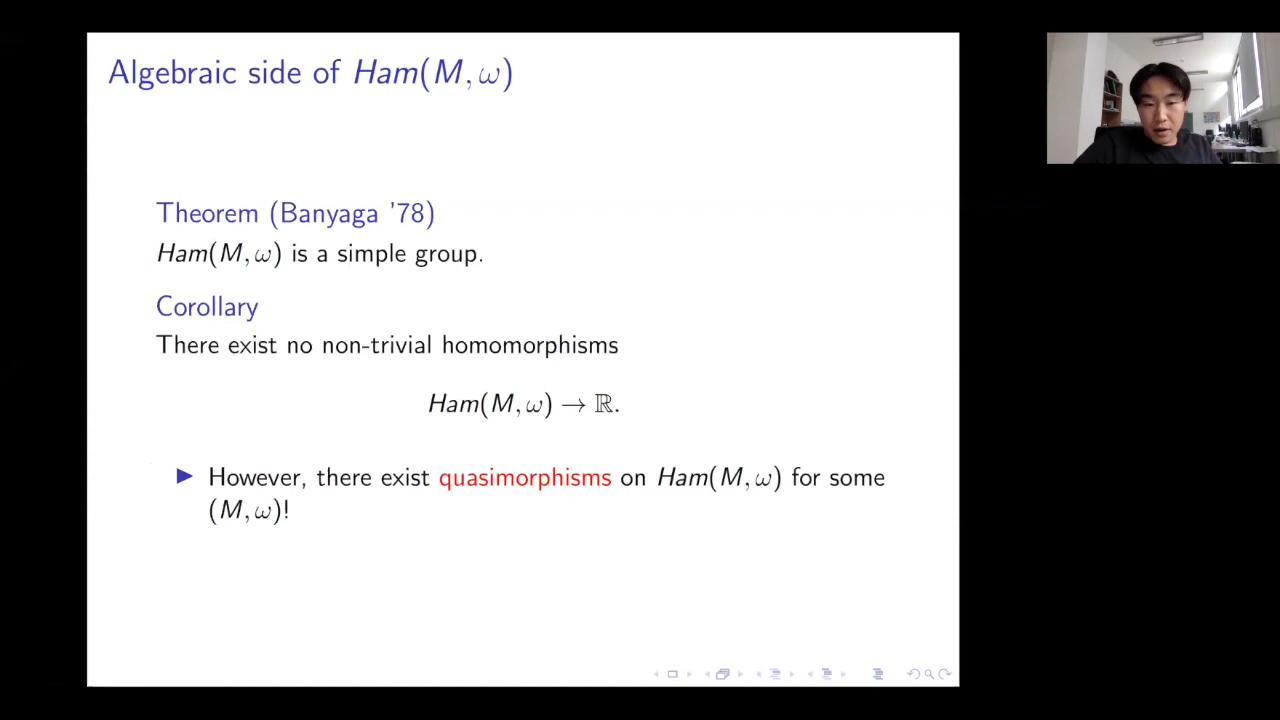 Algebraic side of Ham(M, ω)
Theorem (Banyaga '78)
Ham(M, ω) is a simple group.
Corollary
There exist no non-trivial homomorphisms
Ham(M, ω) → ℝ.
However, there exist quasimorphisms on Ham(M, ω) for some
(M, ω)!